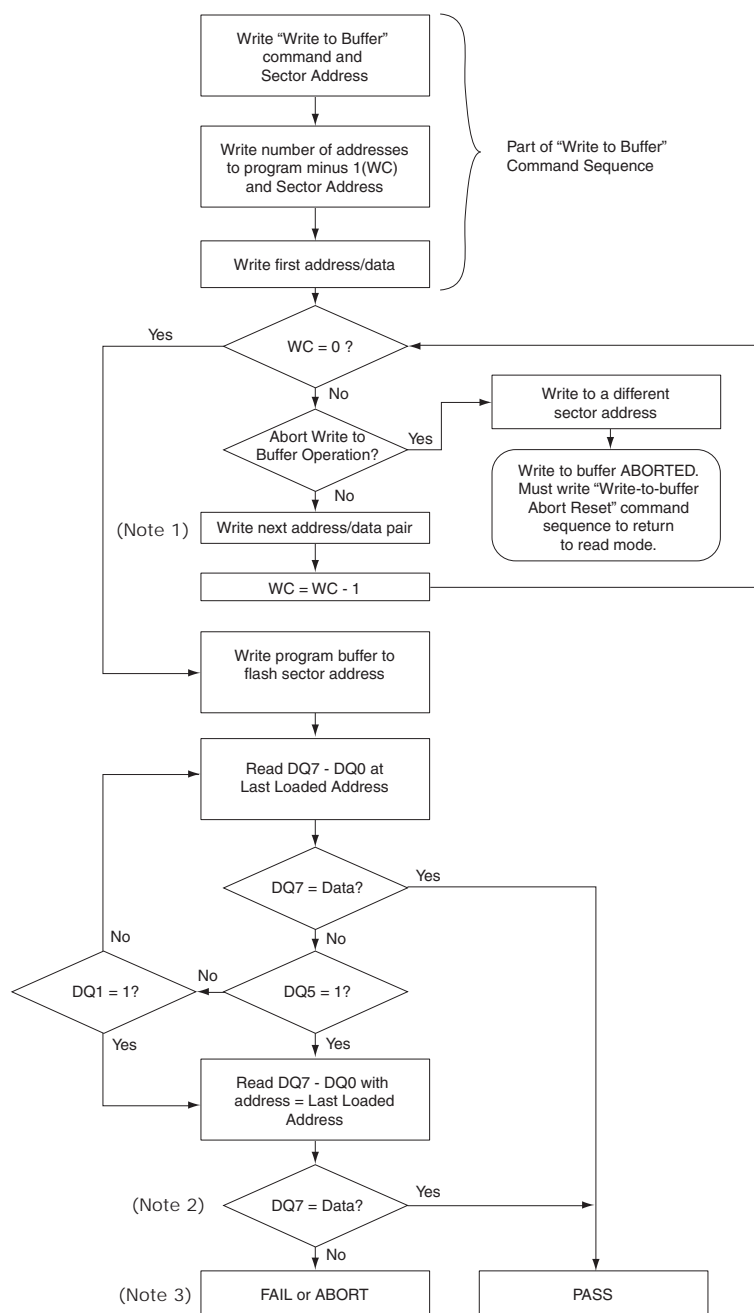 Write “Write to Buffer”
command and
Sector Address
Write number of addresses
to program minus 1(WC)
and Sector Address
Part of “Write to Buffer”
Command Sequence
Write first address/data
Yes
WC = 0 ?
No
Write to a different
sector address
Abort Write to
Buffer Operation?
Yes
No
Write to buffer ABORTED.
Must write “Write-to-buffer
Abort Reset” command
sequence to return
to read mode.
(Note 1)
Write next address/data pair
WC = WC - 1
Write program buffer to
flash sector address
Read DQ7 - DQ0 at
Last Loaded Address
DQ7 = Data?
Yes
No
No
No
DQ1 = 1?
DQ5 = 1?
Yes
Yes
Read DQ7 - DQ0 with
address = Last Loaded
Address
(Note 2)
DQ7 = Data?
Yes
No
(Note 3)
FAIL or ABORT
PASS